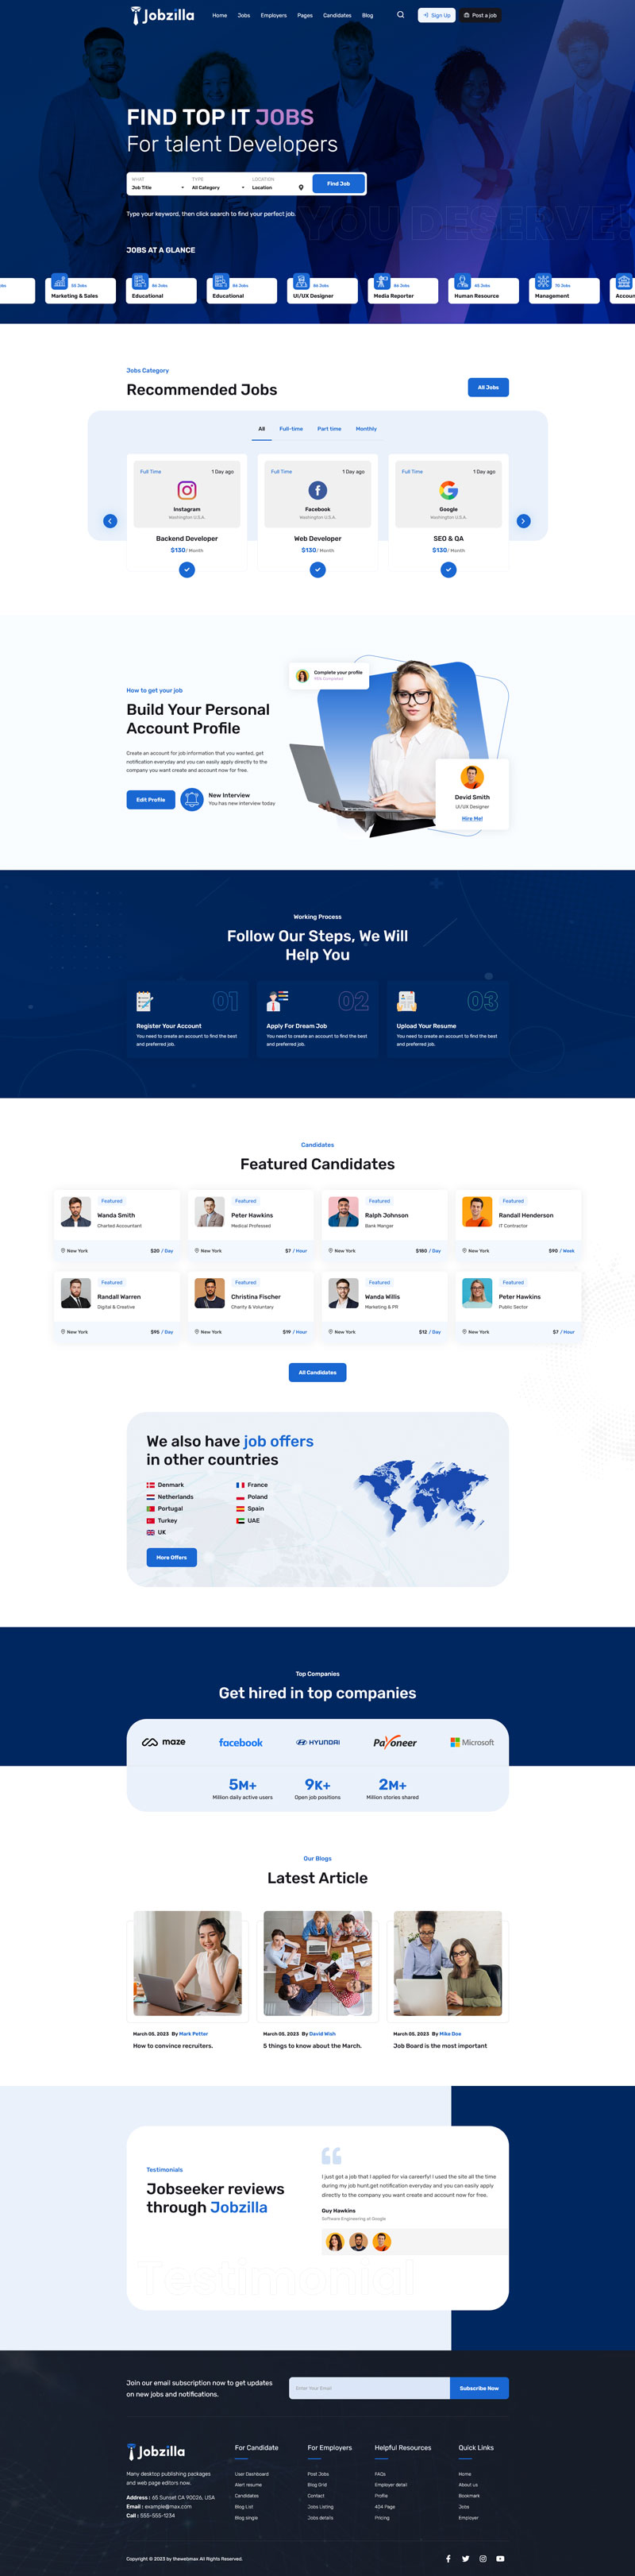 Jobzilla
Home Jobs Employers Pages Candidates Blog
Sign Up
Post a job
FIND TOP IT JOBS
For talent Developers
WHAT TYPE LOCATION
Job Title All Category Location
Find Job
Type your keyword, then click search to find your perfect job.
YOU DESERVE!
JOBS AT A GLANCE
Marketing & Sales
86 Jobs
Educational
86 Jobs
Educational
86 Jobs
UI/UX Designer
86 Jobs
Media Reporter
Human Resource
Management
Accoun
Jobs Category
Recommended Jobs
All Jobs
All Full-time Part time Monthly
Full Time 1 Day ago
Instagram
Washington U.S.A.
Backend Developer
$130/ Month
Full Time 1 Day ago
Facebook
Washington U.S.A.
Web Developer
$130/ Month
Full Time 1 Day ago
Google
Washington U.S.A.
SEO & QA
$130/ Month
How to get your job
Build Your Personal
Account Profile
Create an account for job information that you wanted, get
notification everyday and you can easily apply directly to the
company you want create and account now for free.
Edit Profile
New Interview
You has new interview today
Complete your profile
Devid Smith
UI/UX Designer
Hire Me!
Working Process
Follow Our Steps, We Will
Help You
01
Register Your Account
You need to create an account to find the best
and preferred job.
02
Apply For Dream Job
You need to create an account to find the best
and preferred job.
03
Upload Your Resume
You need to create an account to find the best
and preferred job.
Candidates
Featured Candidates
Featured
Wanda Smith
Charted Accountant
New York $20 / Day
Featured
Peter Hawkins
Medical Professed
New York $7 / Hour
Featured
Ralph Johnson
Bank Manger
New York $180 / Day
Featured
Randall Henderson
IT Contractor
New York $90 / Week
Featured
Randall Warren
Digital & Creative
New York $95 / Day
Featured
Christina Fischer
Charity & Voluntary
New York $19 / Hour
Featured
Wanda Willis
Marketing & PR
New York $12 / Day
Featured
Peter Hawkins
Public Sector
New York $7 / Hour
All Candidates
We also have job offers
in other countries
Denmark
Netherlands
Portugal
Turkey
UK
France
Poland
Spain
UAE
More Offers
Top Companies
Get hired in top companies
maze
facebook
HYUNDAI
Payoneer
Microsoft
5M+
Million daily active users
9K+
Open job positions
2M+
Million stories shared
Our Blogs
Latest Article
March 05, 2023 By Mark Petter
How to convince recruiters.
March 05, 2023 By David Wish
5 things to know about the March.
March 05, 2023 By Mike Doe
Job Board is the most important
Testimonials
Jobseeker reviews
through Jobzilla
Testimonial
I just got a job that I applied for via careerfy! I used the site all the time
during my job hunt.get notification everyday and you can easily apply
directly to the company you want create and account now for free.
Guy Hawkins
Software Engineering at Google
Join our email subscription now to get updates
on new jobs and notifications.
Enter Your Email
Subscribe Now
Jobzilla
Many desktop publishing packages
and web page editors now.
Address : 65 Sunset CA 90026, USA
Email : example@max.com
Call : 555-555-1234
For Candidate
User Dashboard
Alert resume
Candidates
Blog List
Blog single
For Employers
Post Jobs
Blog Grid
Contact
Jobs Listing
Jobs details
Helpful Resources
FAQs
Employer detail
Profile
404 Page
Pricing
Quick Links
Home
About us
Bookmark
Jobs
Employer
Copyright © 2023 by thewebmax All Rights Reserved.